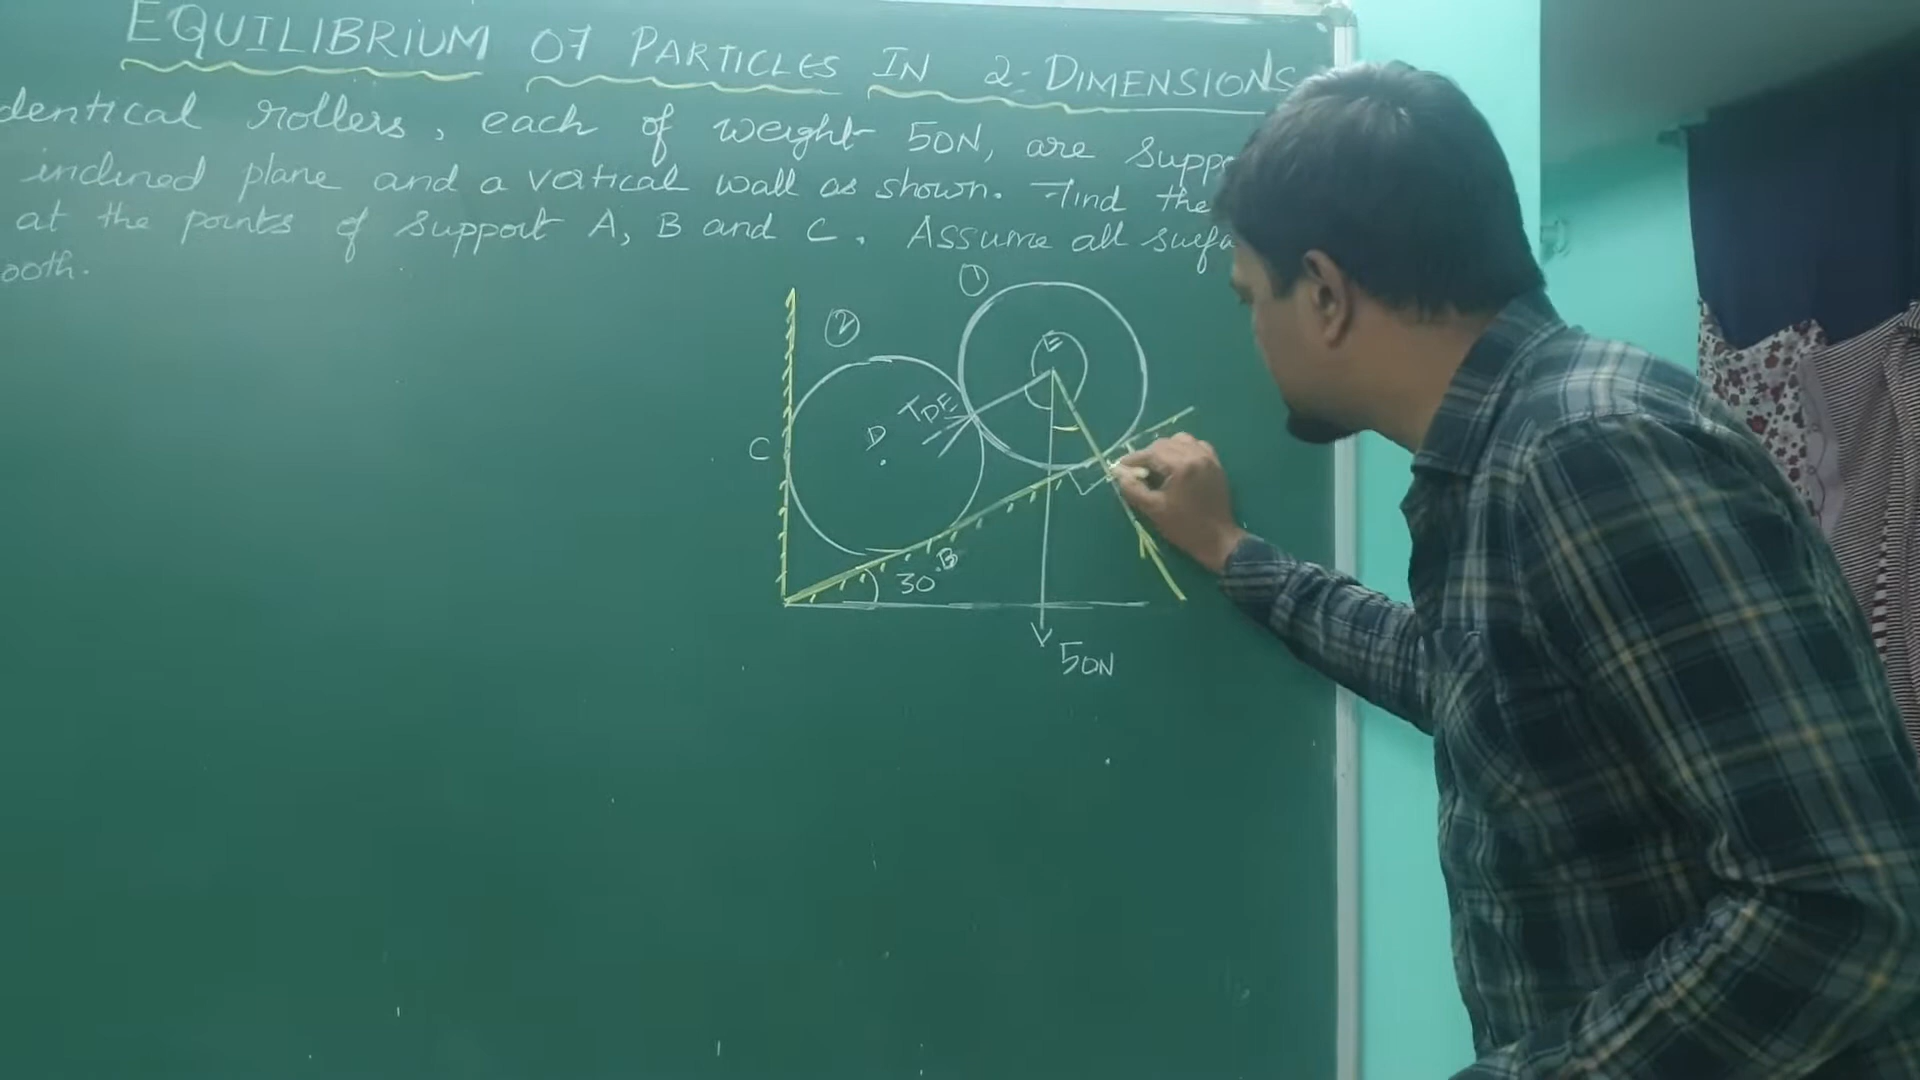 EQUILIBRIUM OF PARTICLES IN 2-DIMENSIONS
dentical rollers, each of weight 50N, are suppo
inclined plane and a vertical wall as shown. Find the
at the points of support A, B and C. Assume all surfa
ooth.
1
2
E
TDE
D
C
B
30°
50N